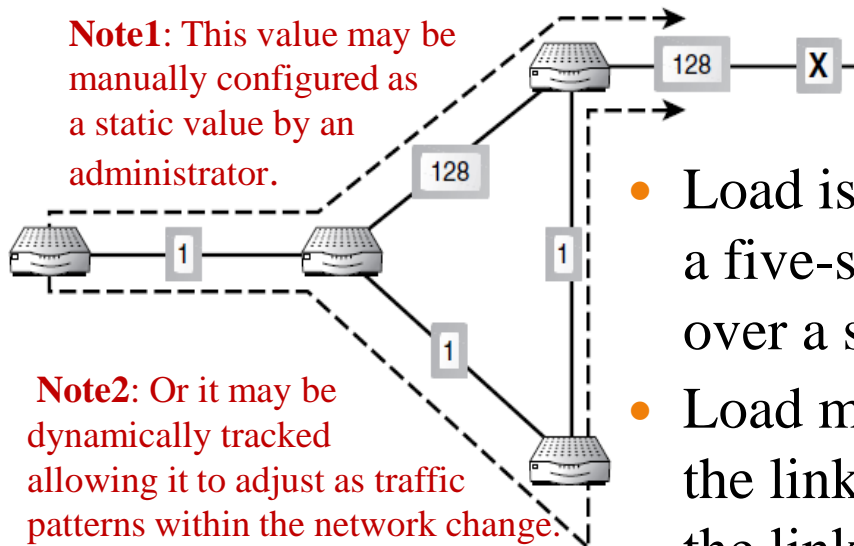 Note1: This value may be
manually configured as
a static value by an
administrator.
128
X
128
1
1
1
Note2: Or it may be
dynamically tracked
allowing it to adjust as traffic
patterns within the network change.
• Load is
a five-s
over a s
• Load m
the link
the link